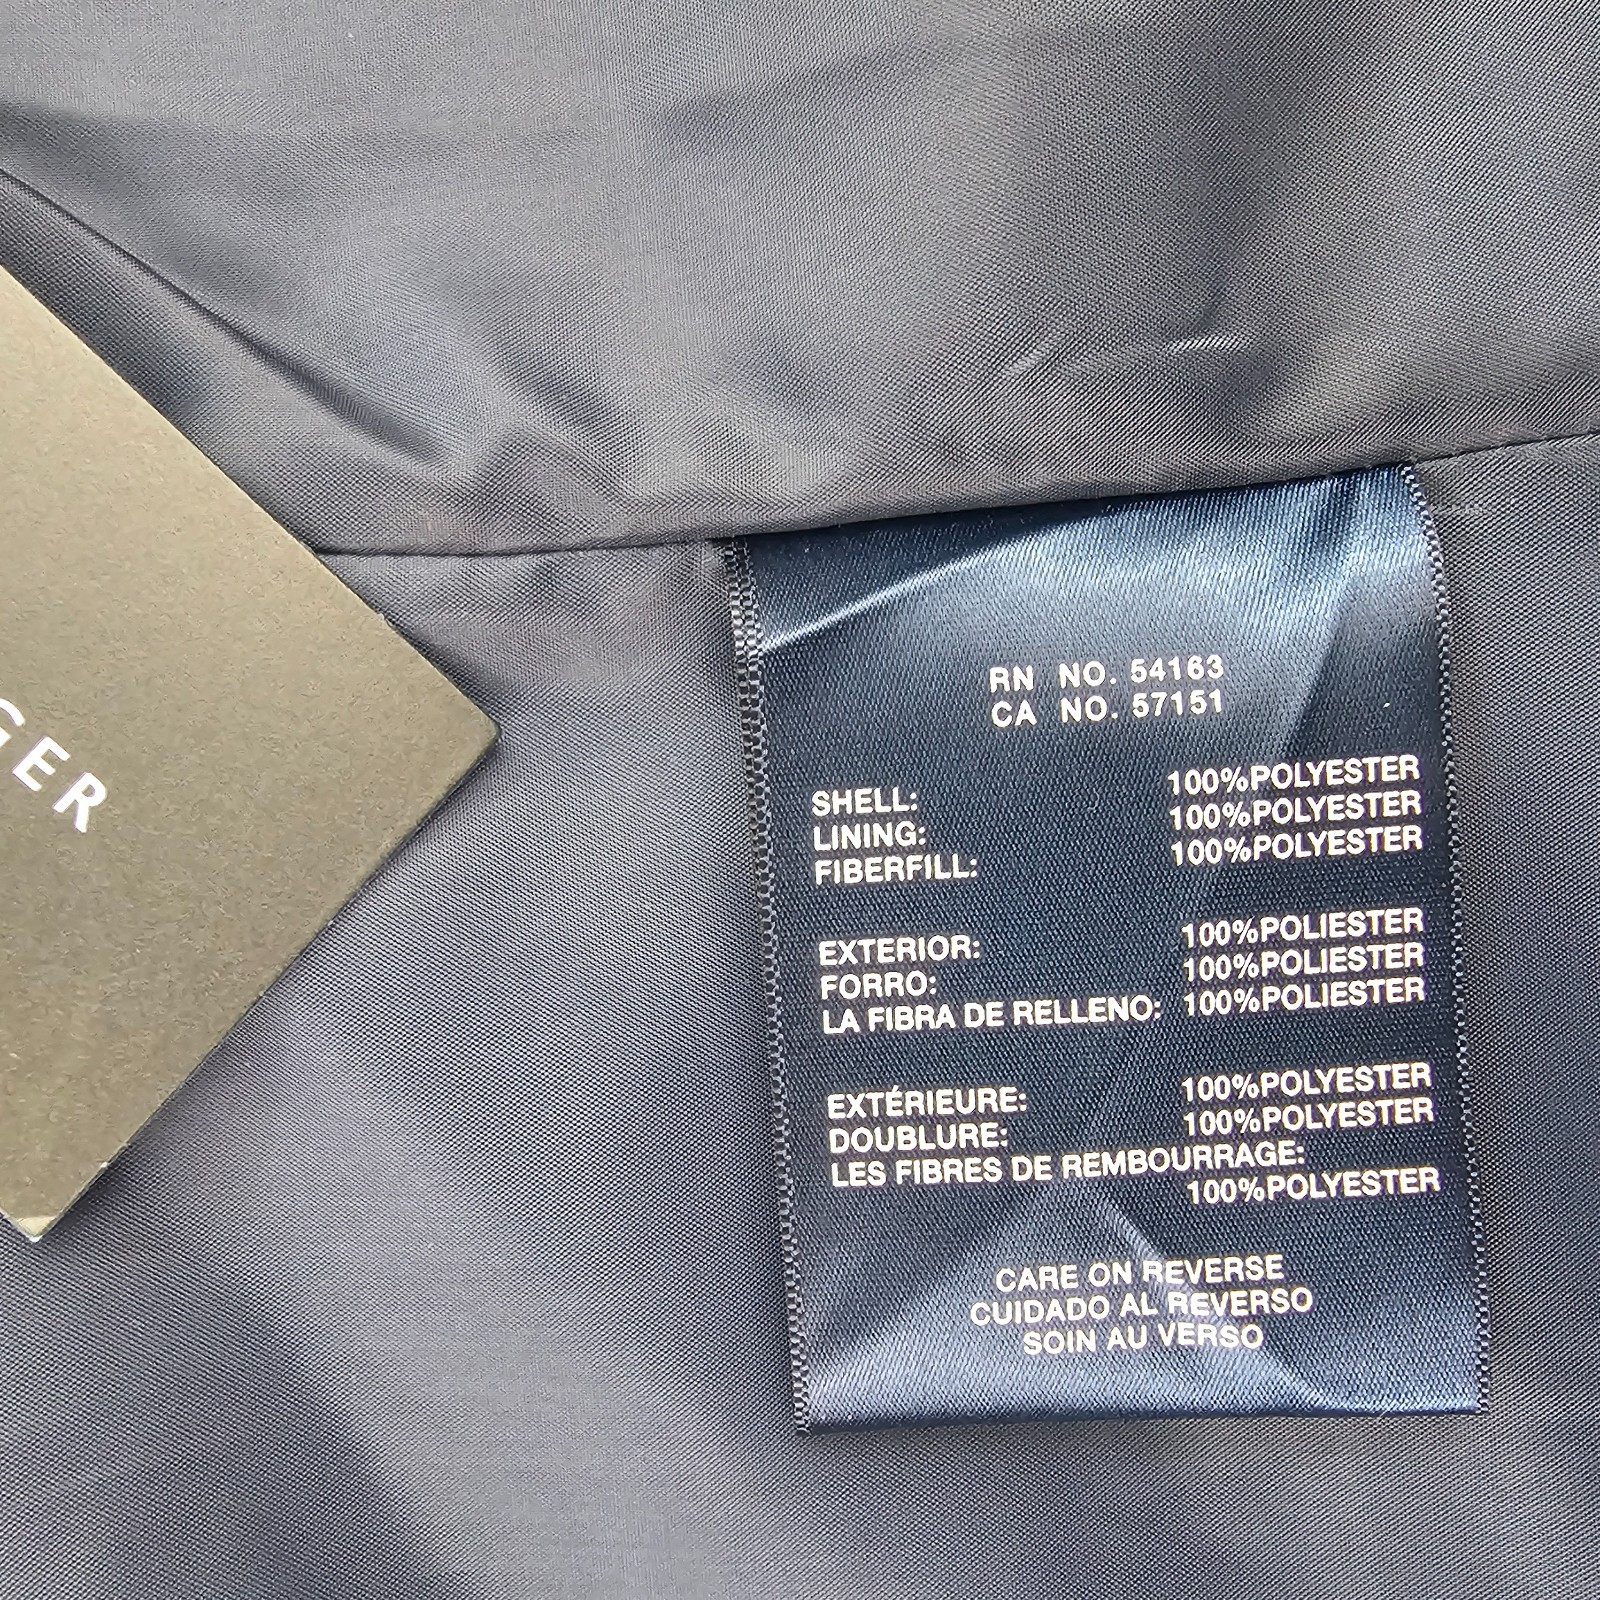 GER
RN NO. 54163
CA NO. 57151
SHELL: 100%POLYESTER
LINING: 100%POLYESTER
FIBERFILL: 100%POLYESTER
EXTERIOR: 100%POLIESTER
FORRO: 100%POLIESTER
LA FIBRA DE RELLENO: 100%POLIESTER
EXTÉRIEURE: 100%POLYESTER
DOUBLURE: 100%POLYESTER
LES FIBRES DE REMBOURRAGE:
100%POLYESTER
CARE ON REVERSE
CUIDADO AL REVERSO
SOIN AU VERSO